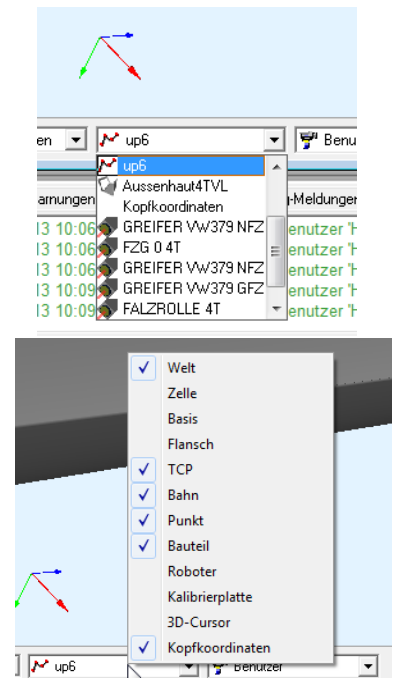 en up6 Benu
up6
arnungen Aussenhaut4TVL g-Meldungen
Kopfkoordinaten
13 10:06 GREIFER VW379 NFZ enutzer 'H
13 10:06 FZG 0 4T enutzer 'H
13 10:06 GREIFER VW379 NFZ enutzer 'H
13 10:09 GREIFER VW379 GFZ enutzer 'H
13 10:09 FALZROLLE 4T enutzer 'H
Welt
Zelle
Basis
Flansch
TCP
Bahn
Punkt
Bauteil
Roboter
Kalibrierplatte
3D-Cursor
Kopfkoordinaten
up6 Benutzer